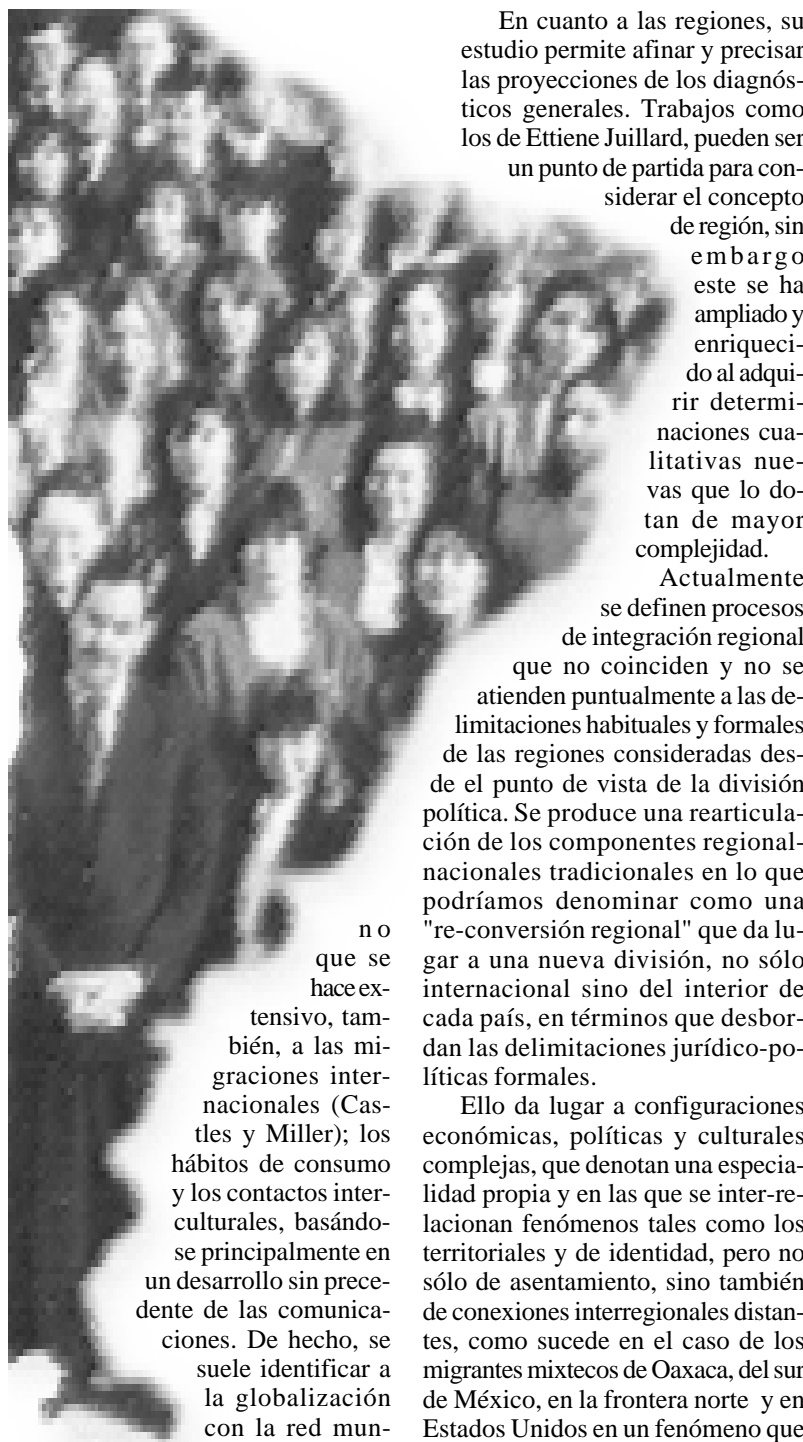 no
que se
hace ex-
tensivo, tam-
bién, a las mi-
graciones inter-
nacionales (Cas-
tles y Miller); los
hábitos de consumo
y los contactos inter-
culturales, basándo-
se principalmente en
un desarrollo sin prece-
dente de las comunica-
ciones. De hecho, se
suele identificar a
la globalización
con la red mun-
En cuanto a las regiones, su
estudio permite afinar y precisar
las proyecciones de los diagnós-
ticos generales. Trabajos como
los de Ettiene Juillard, pueden ser
un punto de partida para con-
siderar el concepto
de región, sin
embargo
este se ha
ampliado y
enriqueci-
do al adqui-
rir determi-
naciones cua-
litativas nue-
vas que lo do-
tan de mayor
complejidad.
Actualmente
se definen procesos
de integración regional
que no coinciden y no se
atienden puntualmente a las de-
limitaciones habituales y formales
de las regiones consideradas des-
de el punto de vista de la división
política. Se produce una rearticula-
ción de los componentes regional-
nacionales tradicionales en lo que
podríamos denominar como una
"re-conversión regional" que da lu-
gar a una nueva división, no sólo
internacional sino del interior de
cada país, en términos que desbor-
dan las delimitaciones jurídico-po-
líticas formales.
Ello da lugar a configuraciones
económicas, políticas y culturales
complejas, que denotan una especia-
lidad propia y en las que se inter-re-
lacionan fenómenos tales como los
territoriales y de identidad, pero no
sólo de asentamiento, sino también
de conexiones interregionales distan-
tes, como sucede en el caso de los
migrantes mixtecos de Oaxaca, del sur
de México, en la frontera norte y en
Estados Unidos en un fenómeno que